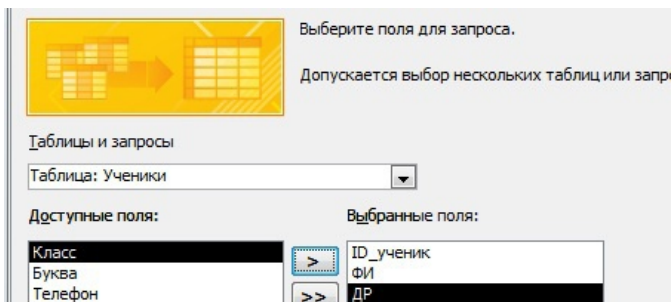 Выберите поля для запроса.
Допускается выбор нескольких таблиц или
Таблицы и запросы
Таблица: Ученики
Доступные поля:
Выбранные поля:
Класс
Буква
Телефон
>
>>
ID_ученик
ФИ
ДР